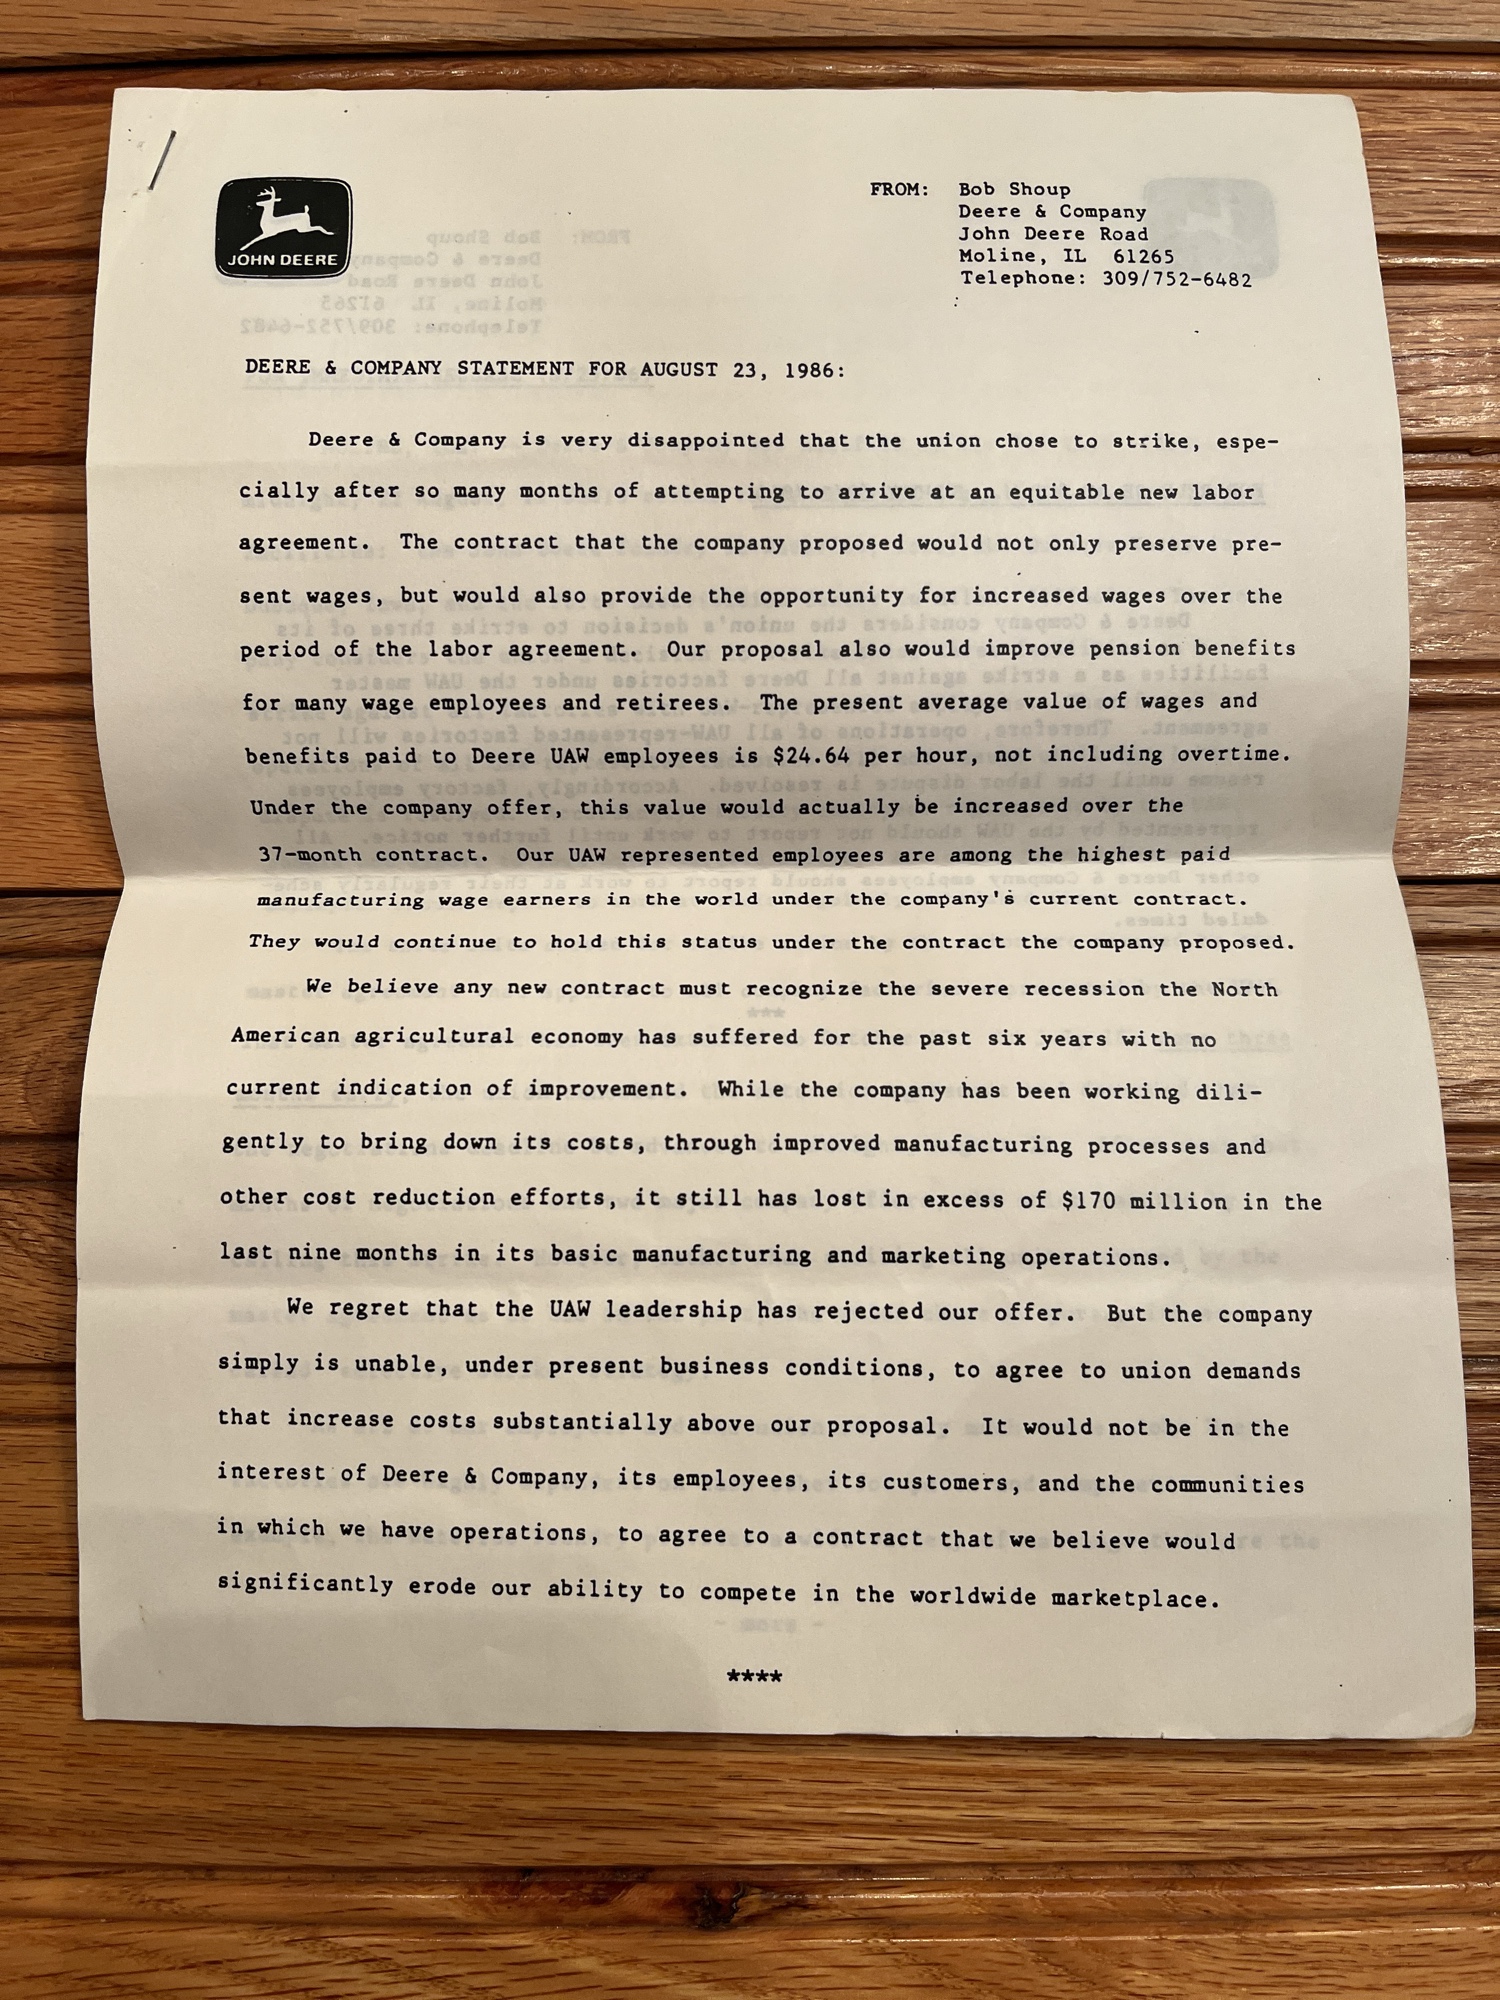 JOHN DEERE
FROM: Bob Shoup
Deere & Company
John Deere Road
Moline, IL 61265
Telephone: 309/752-6482
DEERE & COMPANY STATEMENT FOR AUGUST 23, 1986:
Deere & Company is very disappointed that the union chose to strike, espe-
cially after so many months of attempting to arrive at an equitable new labor
agreement. The contract that the company proposed would not only preserve pre-
sent wages, but would also provide the opportunity for increased wages over the
period of the labor agreement. Our proposal also would improve pension benefits
for many wage employees and retirees. The present average value of wages and
benefits paid to Deere UAW employees is $24.64 per hour, not including overtime.
Under the company offer, this value would actually be increased over the
37-month contract. Our UAW represented employees are among the highest paid
manufacturing wage earners in the world under the company's current contract.
They would continue to hold this status under the contract the company proposed.
We believe any new contract must recognize the severe recession the North
American agricultural economy has suffered for the past six years with no
current indication of improvement. While the company has been working dili-
gently to bring down its costs, through improved manufacturing processes and
other cost reduction efforts, it still has lost in excess of $170 million in the
last nine months in its basic manufacturing and marketing operations.
We regret that the UAW leadership has rejected our offer. But the company
simply is unable, under present business conditions, to agree to union demands
that increase costs substantially above our proposal. It would not be in the
interest of Deere & Company, its employees, its customers, and the communities
in which we have operations, to agree to a contract that we believe would
significantly erode our ability to compete in the worldwide marketplace.
****